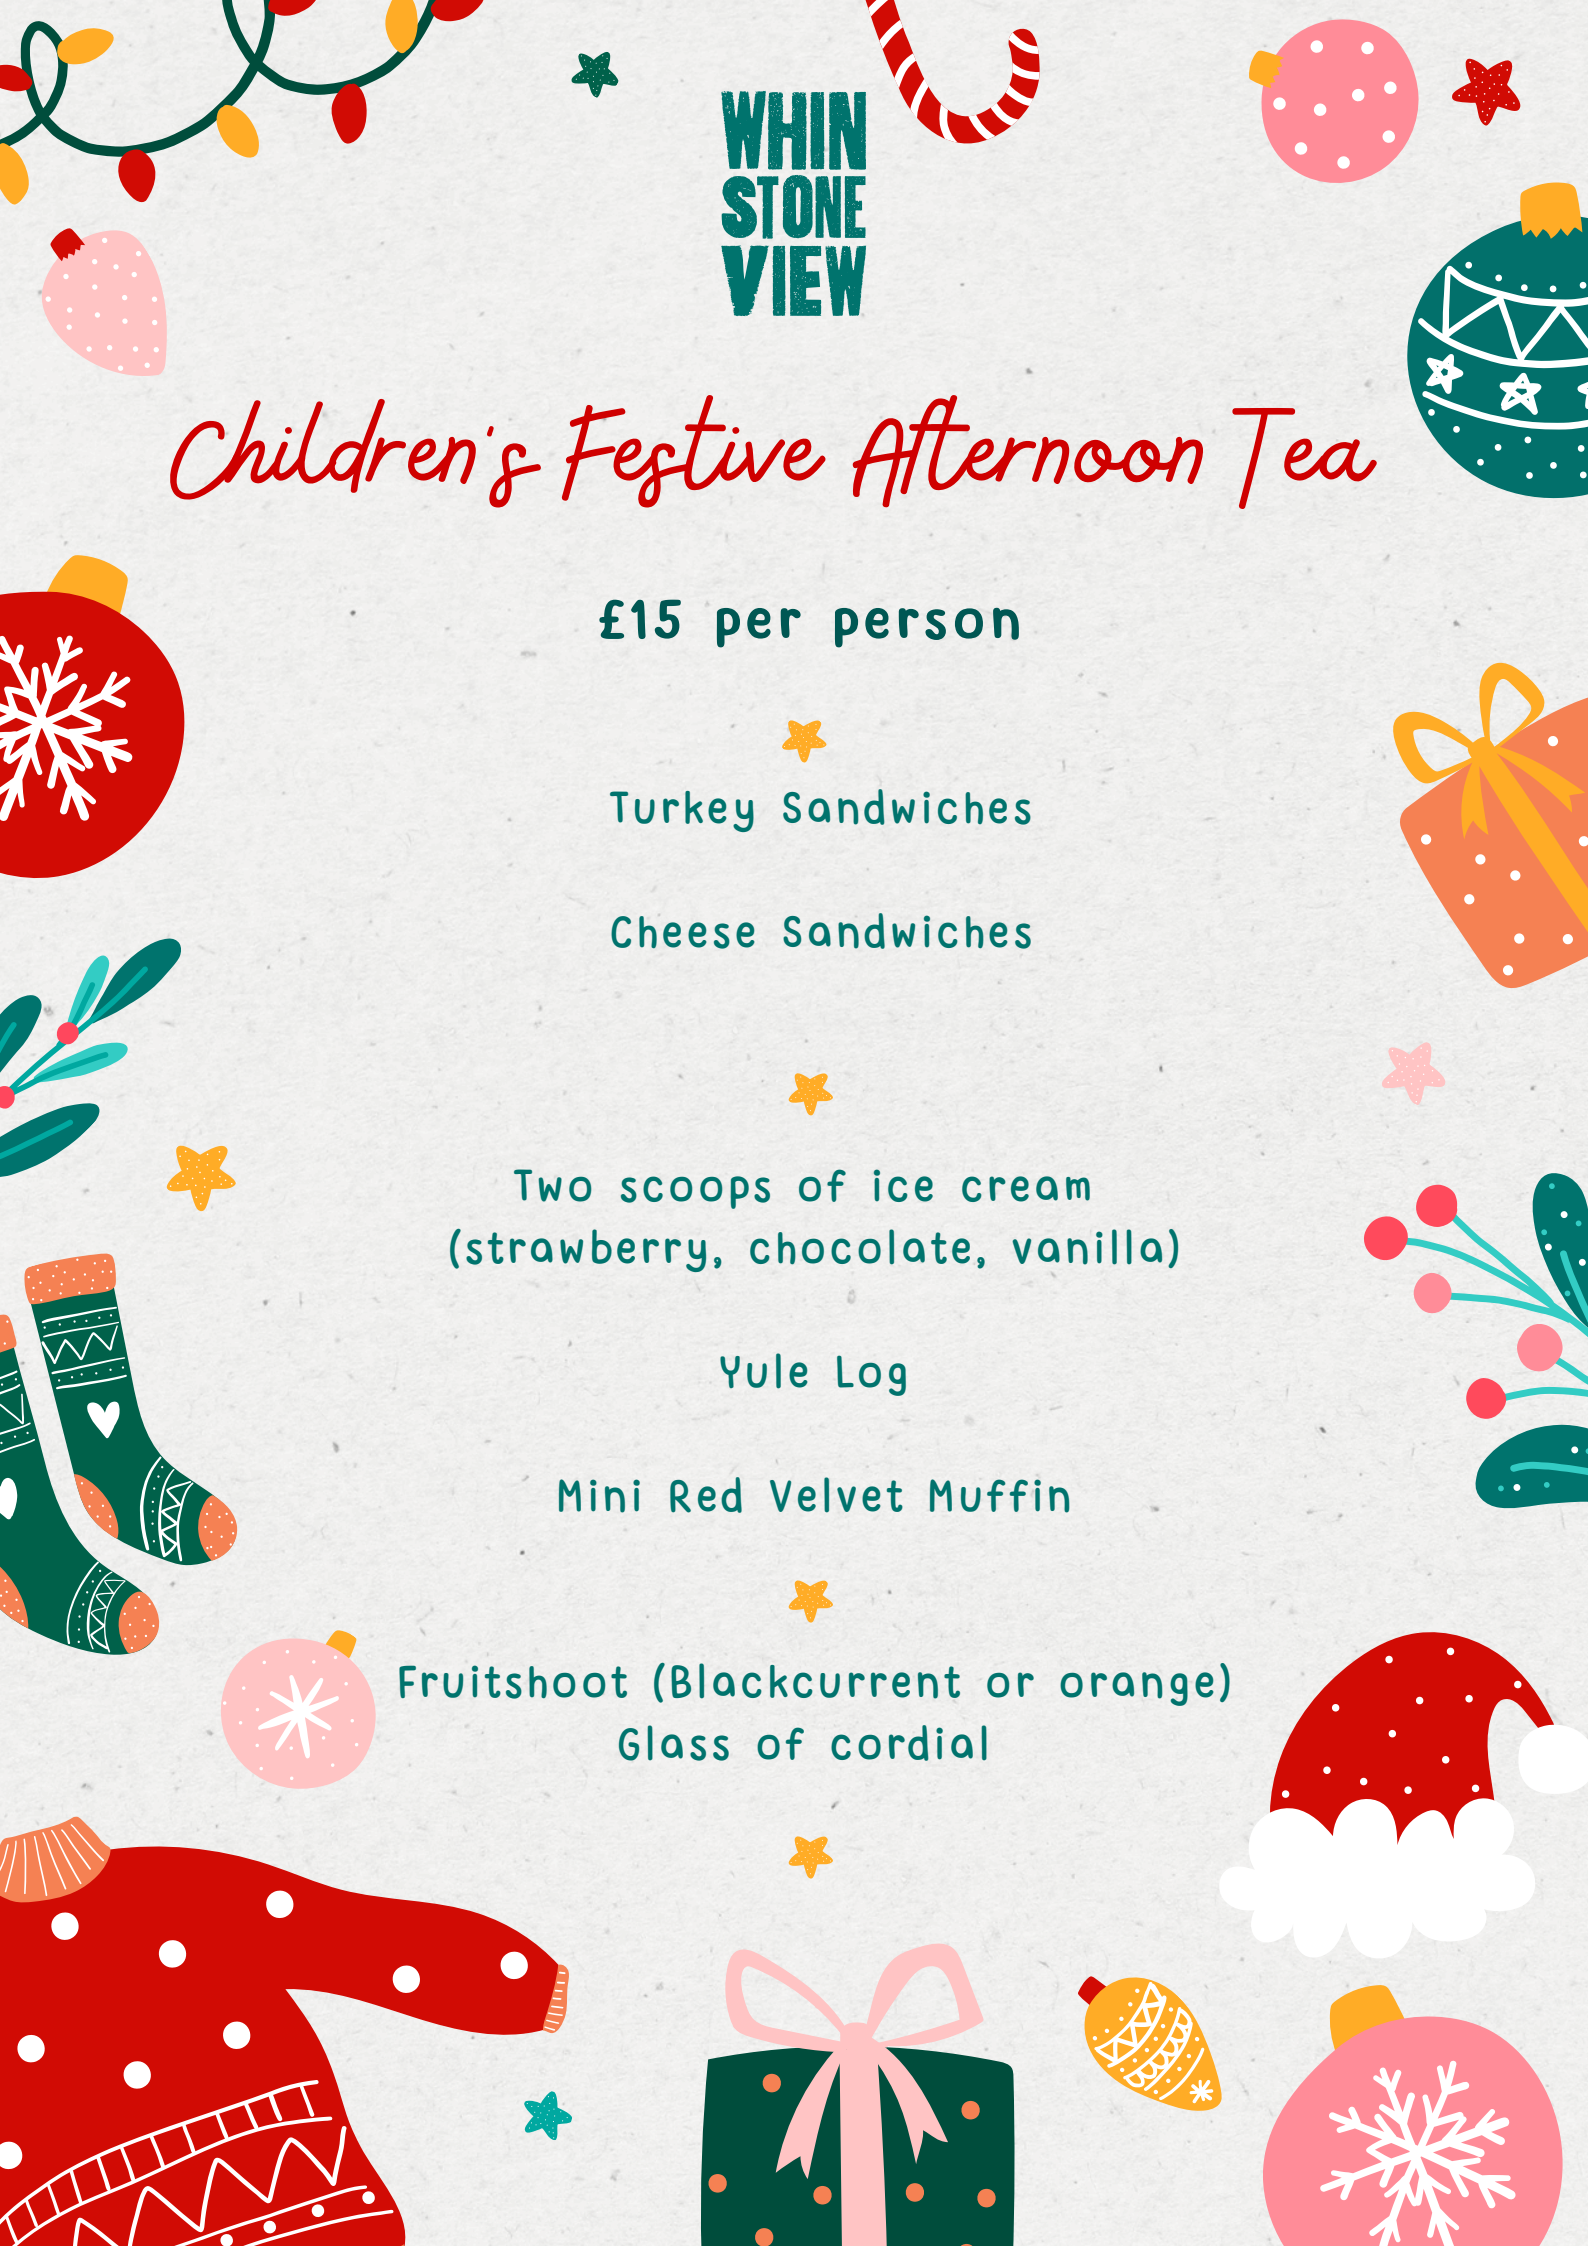 WHIN
STONE
VIEW
Children's Festive Afternoon Tea
£15 per person
Turkey Sandwiches
Cheese Sandwiches
Two scoops of ice cream
(strawberry, chocolate, vanilla)
Yule Log
Mini Red Velvet Muffin
Fruitshoot (Blackcurrent or orange)
Glass of cordial